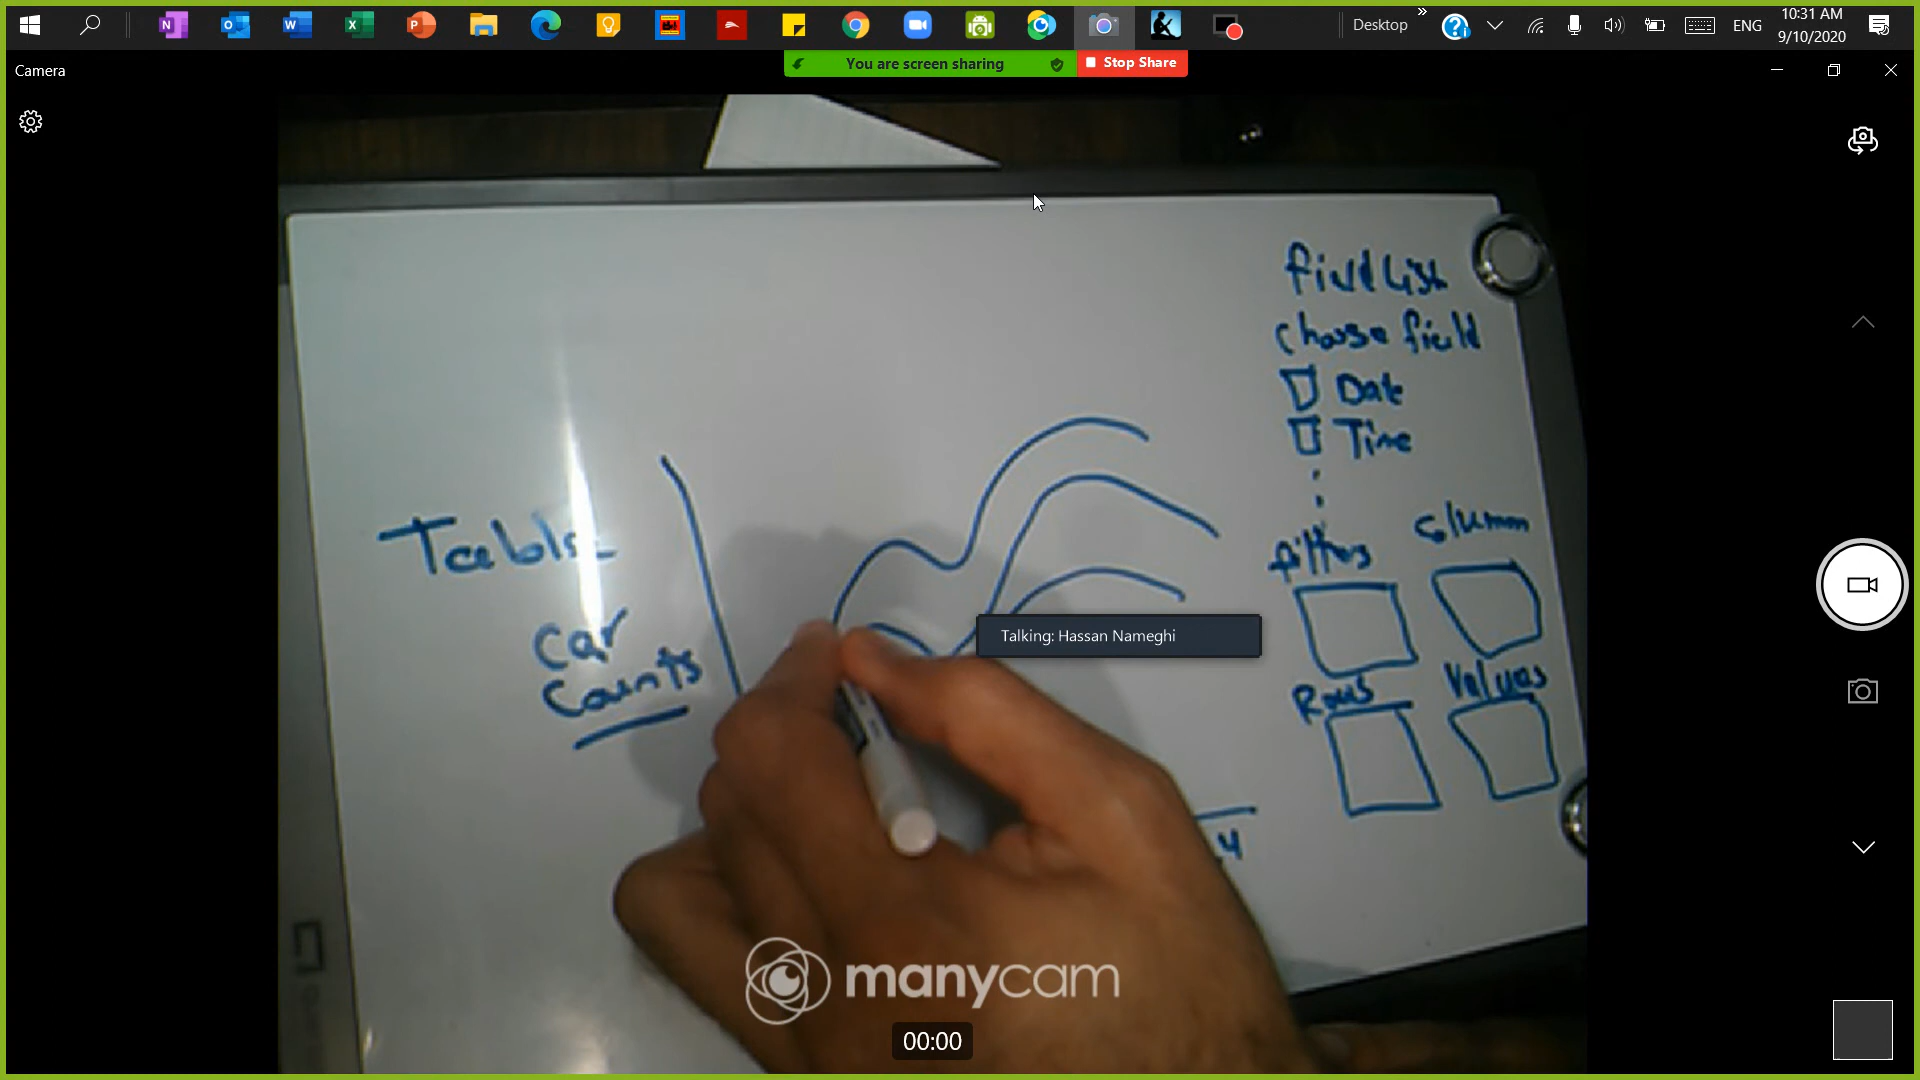 Desktop
»
ENG
10:31 AM
9/10/2020
You are screen sharing
Stop Share
Camera
field List
choose field
Date
Time
Table
Car
Counts
filters
column
Rows
Values
Talking: Hassan Nameghi
manycam
00:00